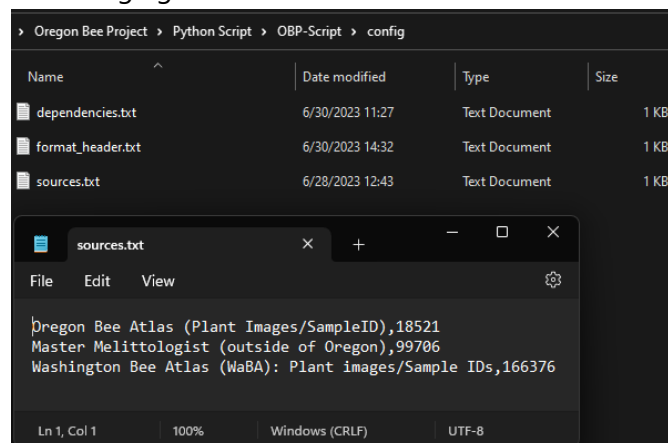 › Oregon Bee Project › Python Script › OBP-Script › config
Name Date modified Type Size
dependencies.txt 6/30/2023 11:27 Text Document 1 KB
format_header.txt 6/30/2023 14:32 Text Document 1 KB
sources.txt 6/28/2023 12:43 Text Document 1 KB
sources.txt
File Edit View
Oregon Bee Atlas (Plant Images/SampleID),18521
Master Melittologist (outside of Oregon),99706
Washington Bee Atlas (WaBA): Plant images/Sample IDs,166376
Ln 1, Col 1 100% Windows (CRLF) UTF-8